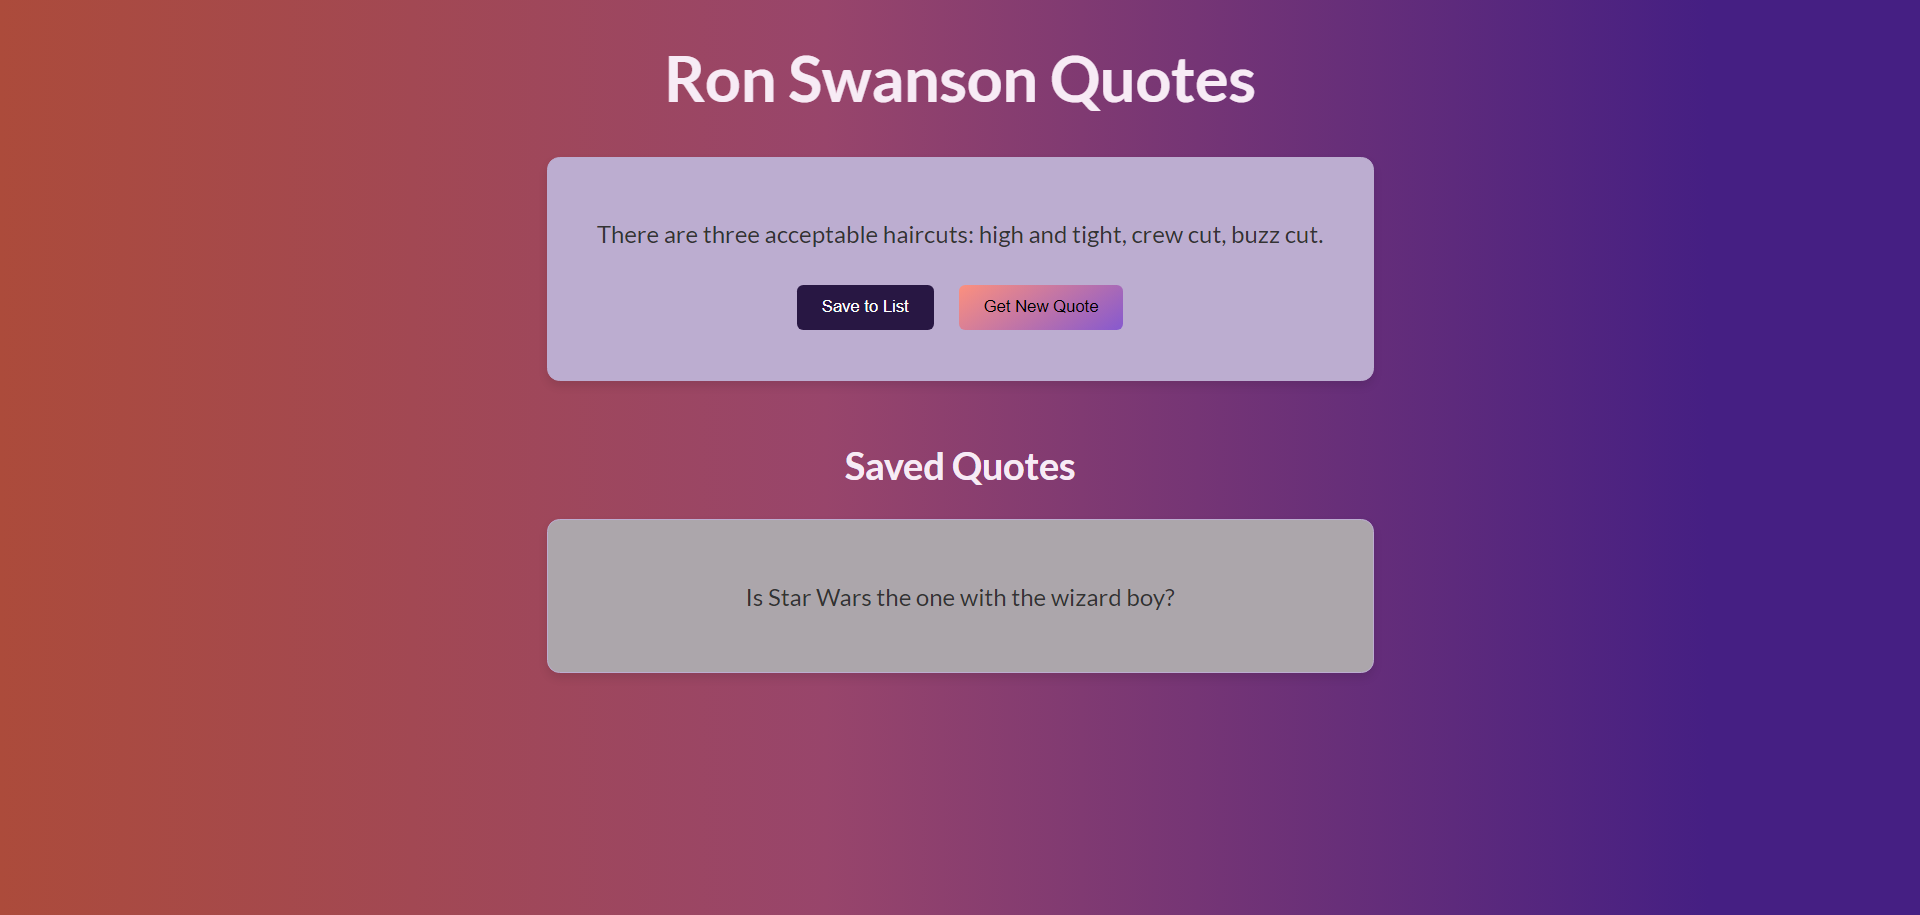 Ron Swanson Quotes
There are three acceptable haircuts: high and tight, crew cut, buzz cut.
Save to List
Get New Quote
Saved Quotes
Is Star Wars the one with the wizard boy?